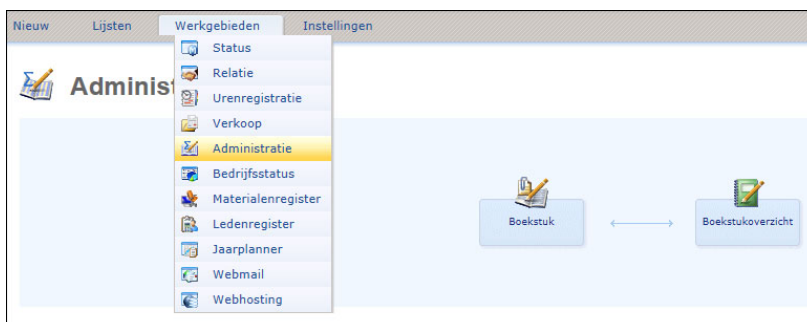 Nieuw Lijsten Werkgebieden Instellingen
Status
Relatie
Adminis
Urenregistratie
Verkoop
Administratie
Bedrijfsstatus
Materialenregister
Ledenregister
Boekstuk Boekstukoverzicht
Jaarplanner
Webmail
Webhosting